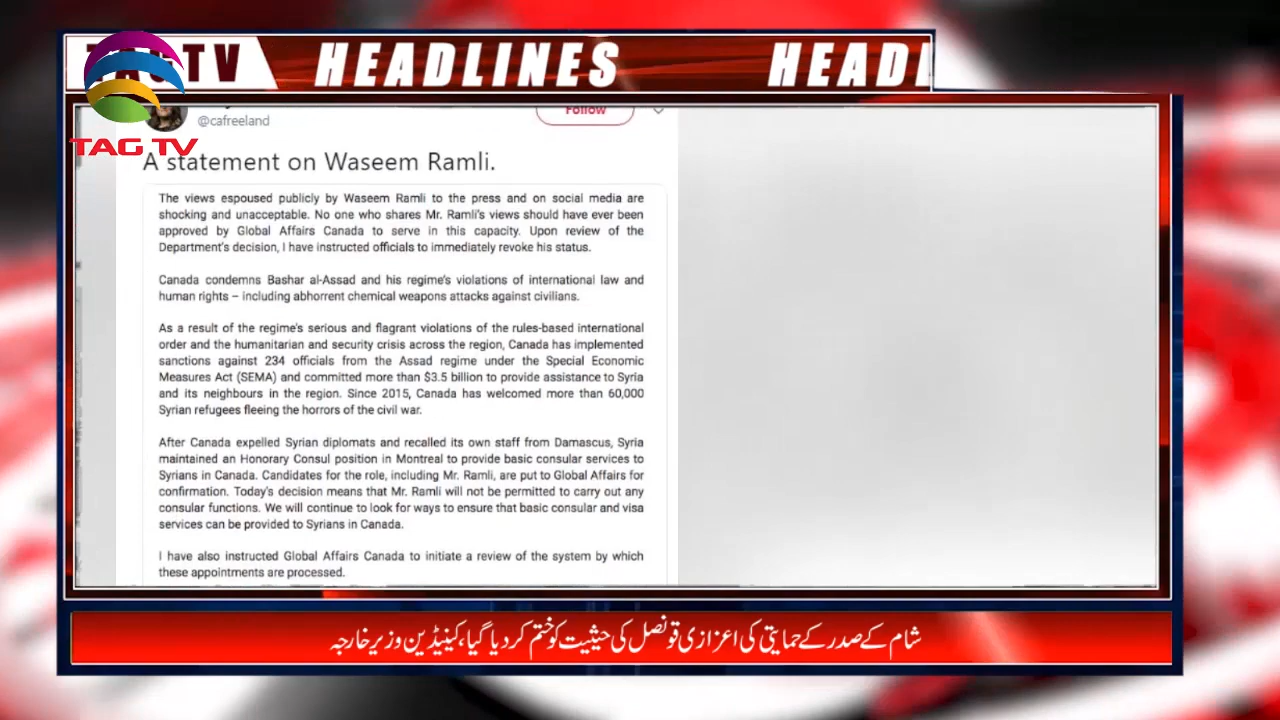 TAG TV HEADLINES HEADL
TAG TV
Follow
@cafreeland
A statement on Waseem Ramli.
The views espoused publicly by Waseem Ramli to the press and on social media are
shocking and unacceptable. No one who shares Mr. Ramli's views should have ever been
approved by Global Affairs Canada to serve in this capacity. Upon review of the
Department's decision, I have instructed officials to immediately revoke his status.
Canada condemns Bashar al-Assad and his regime's violations of international law and
human rights – including abhorrent chemical weapons attacks against civilians.
As a result of the regime's serious and flagrant violations of the rules-based international
order and the humanitarian and security crisis across the region, Canada has implemented
sanctions against 234 officials from the Assad regime under the Special Economic
Measures Act (SEMA) and committed more than $3.5 billion to provide assistance to Syria
and its neighbours in the region. Since 2015, Canada has welcomed more than 60,000
Syrian refugees fleeing the horrors of the civil war.
After Canada expelled Syrian diplomats and recalled its own staff from Damascus, Syria
maintained an Honorary Consul position in Montreal to provide basic consular services to
Syrians in Canada. Candidates for the role, including Mr. Ramli, are put to Global Affairs for
confirmation. Today's decision means that Mr. Ramli will not be permitted to carry out any
consular functions. We will continue to look for ways to ensure that basic consular and visa
services can be provided to Syrians in Canada.
I have also instructed Global Affairs Canada to initiate a review of the system by which
these appointments are processed.
شام کے صدر کے حمایتی کی اعزازی قونصل کی حیثیت کو ختم کر دیا گیا، کینیڈین وزیر خارجہ